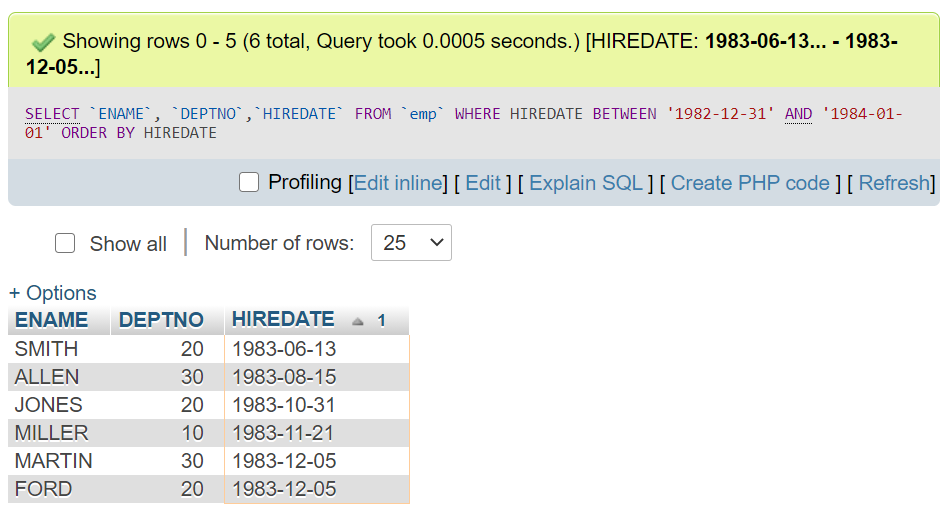 Showing rows 0 - 5 (6 total, Query took 0.0005 seconds.) [HIREDATE: 1983-06-13... - 1983-
12-05...]
SELECT `ENAME`, `DEPTNO`,`HIREDATE` FROM `emp` WHERE HIREDATE BETWEEN '1982-12-31' AND '1984-01-
01' ORDER BY HIREDATE
Profiling [Edit inline] [ Edit ] [ Explain SQL ] [ Create PHP code ] [ Refresh]
Show all | Number of rows: 25
+ Options
ENAME DEPTNO HIREDATE 1
SMITH 20 1983-06-13
ALLEN 30 1983-08-15
JONES 20 1983-10-31
MILLER 10 1983-11-21
MARTIN 30 1983-12-05
FORD 20 1983-12-05